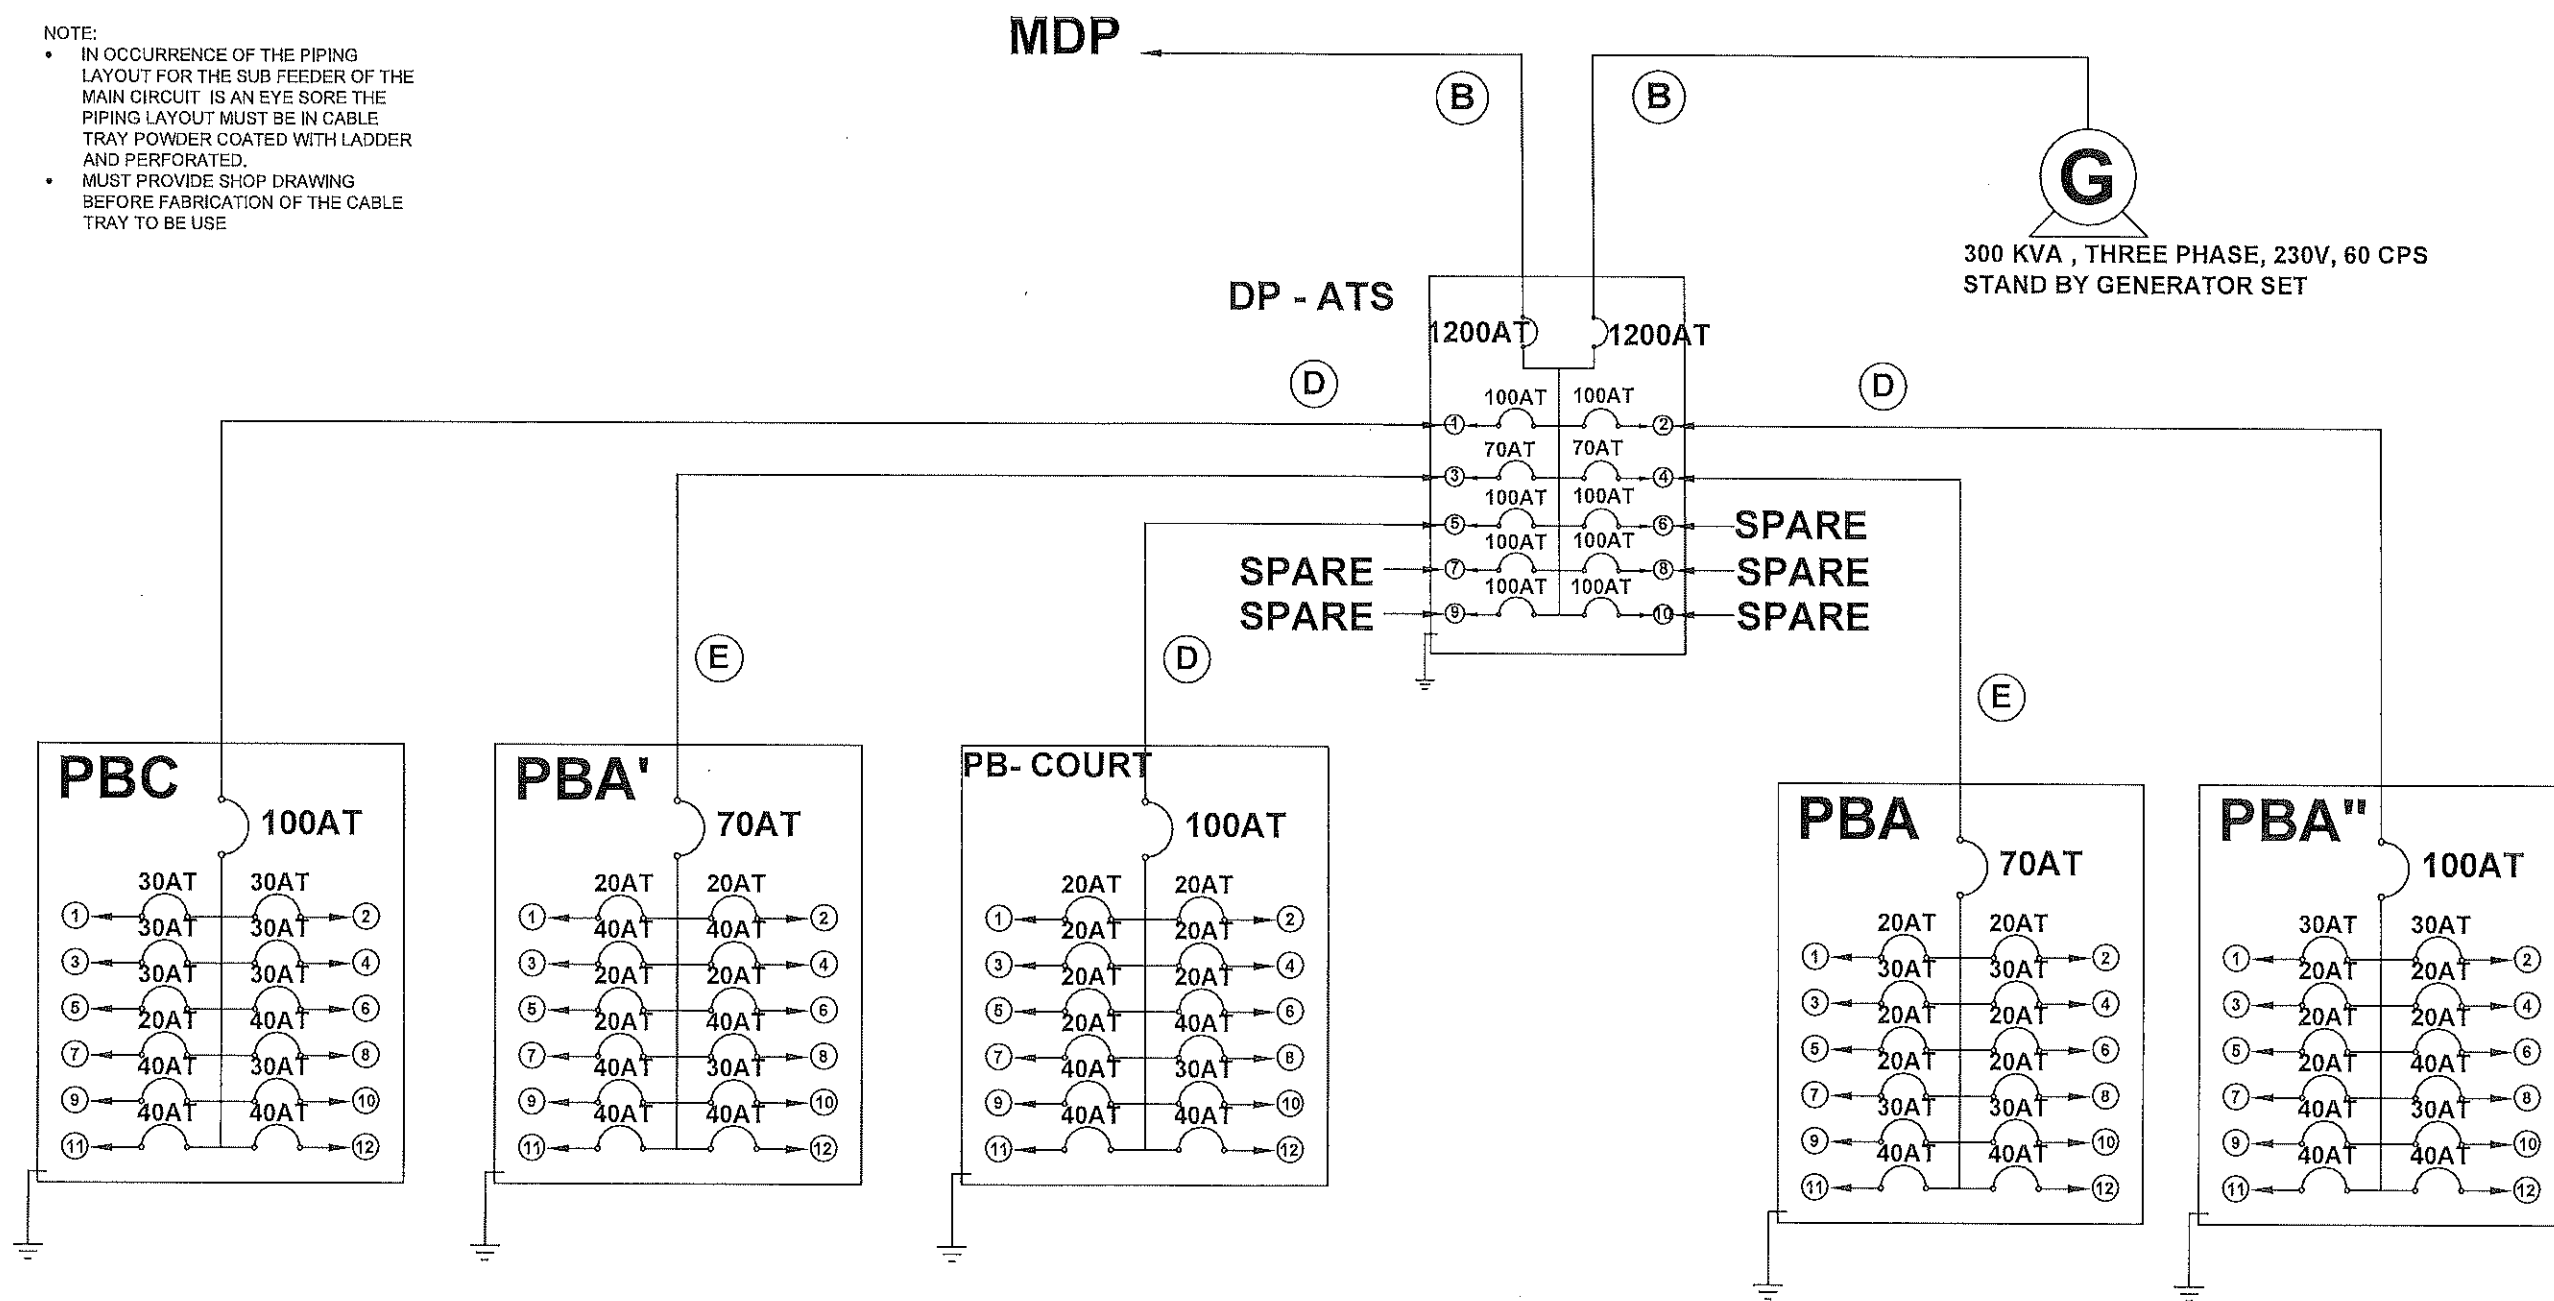 NOTE:
• IN OCCURRENCE OF THE PIPING
LAYOUT FOR THE SUB FEEDER OF THE
MAIN CIRCUIT IS AN EYE SORE THE
PIPING LAYOUT MUST BE IN CABLE
TRAY POWDER COATED WITH LADDER
AND PERFORATED.
• MUST PROVIDE SHOP DRAWING
BEFORE FABRICATION OF THE CABLE
TRAY TO BE USE
MDP
B
B
G
300 KVA , THREE PHASE, 230V, 60 CPS
STAND BY GENERATOR SET
DP - ATS
1200AT 1200AT
D
D
100AT 100AT
1 2
70AT 70AT
3 4
100AT 100AT
5 6 SPARE
100AT 100AT
SPARE 7 8 SPARE
100AT 100AT
SPARE 9 10 SPARE
E
D
E
PBC
100AT
30AT 30AT
1 2
30AT 30AT
3 4
30AT 30AT
5 6
20AT 40AT
7 8
40AT 30AT
9 10
40AT 40AT
11 12
PBA'
70AT
20AT 20AT
1 2
40AT 40AT
3 4
20AT 20AT
5 6
20AT 40AT
7 8
40AT 30AT
9 10
40AT 40AT
11 12
PB- COURT
100AT
20AT 20AT
1 2
20AT 20AT
3 4
20AT 20AT
5 6
20AT 40AT
7 8
40AT 30AT
9 10
40AT 40AT
11 12
PBA
70AT
20AT 20AT
1 2
30AT 30AT
3 4
20AT 20AT
5 6
20AT 20AT
7 8
30AT 30AT
9 10
40AT 40AT
11 12
PBA"
100AT
30AT 30AT
1 2
20AT 20AT
3 4
20AT 20AT
5 6
20AT 40AT
7 8
40AT 30AT
9 10
40AT 40AT
11 12